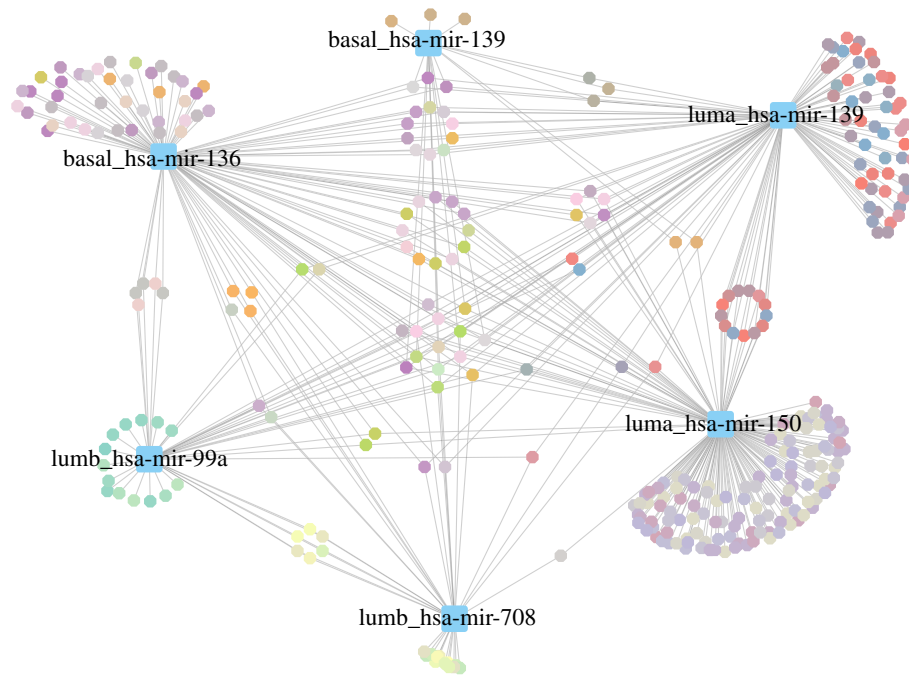 basal_hsa-mir-139
luma_hsa-mir-139
basal_hsa-mir-136
luma_hsa-mir-150
lumb_hsa-mir-99a
lumb_hsa-mir-708